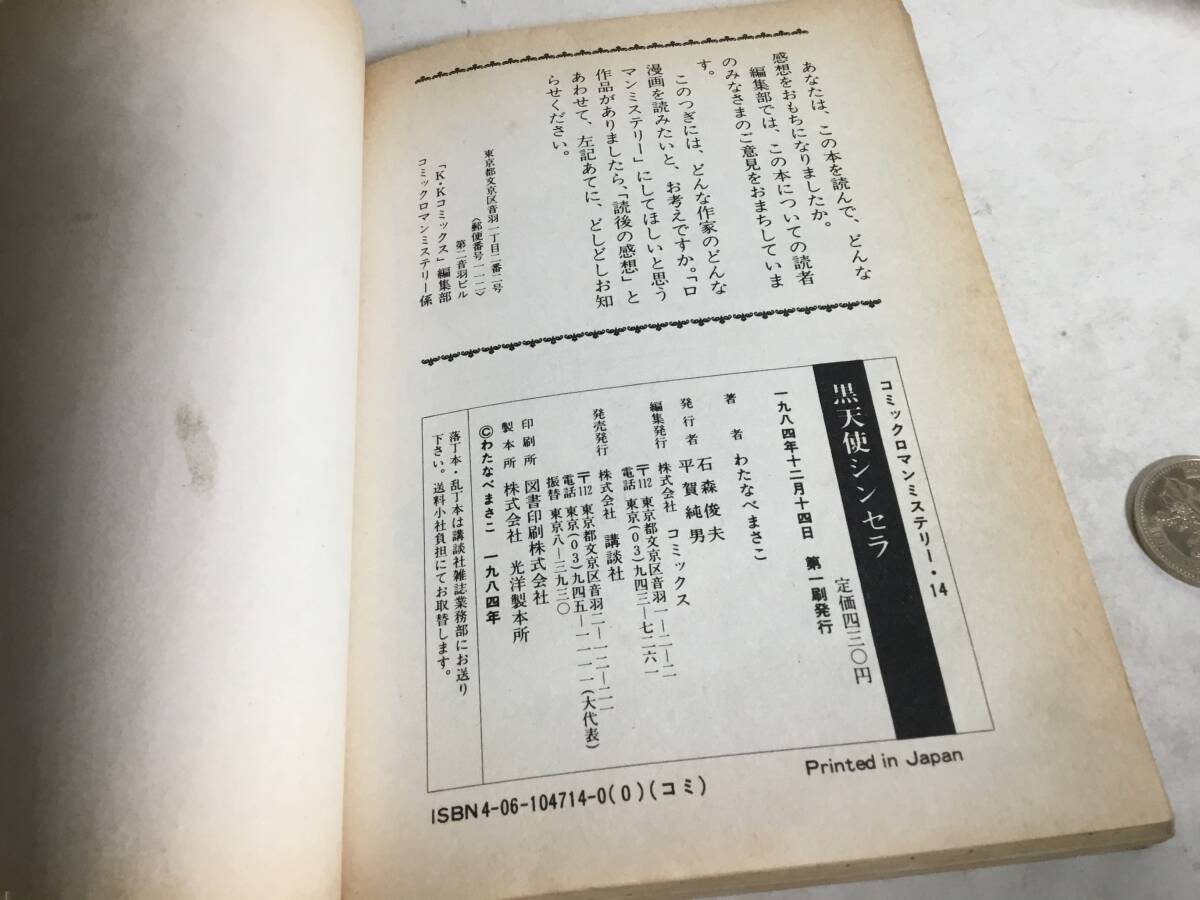 あなたは、この本を読んで、どんな
感想をおもちになりましたか。
編集部では、この本についての読者
のみなさまのご意見をおまちしていま
す。
このつぎには、どんな作家のどんな
漫画を読みたいと、お考えですか。「ロ
マンミステリー」にしてほしいと思う
作品がありましたら、「読後の感想」と
あわせて、左記あてに、どしどしお知
らせください。
東京都文京区音羽一丁目二番二号
(郵便番号一一二)
第二音羽ビル
「K・Kコミックス」編集部
コミックロマンミステリー係
コミックロマンミステリー・14
黒天使シンセラ
定価四三〇円
一九八四年十二月十四日 第一刷発行
著者 わたなべまさこ
発行者 石森俊夫
平賀純男
編集発行 株式会社 コミックス
〒112 東京都文京区音羽一―二―二
電話 東京(03)九四三―七二六一
発売発行 株式会社 講談社
〒112 東京都文京区音羽二―一二―二一
電話 東京(03)九四五―一一一一(大代表)
振替 東京八―三九三〇
印刷所 図書印刷株式会社
製本所 株式会社 光洋製本所
©わたなべまさこ 一九八四年
落丁本・乱丁本は講談社雑誌業務部にお送り
下さい。送料小社負担にてお取替します。
Printed in Japan
ISBN4-06-104714-0(0)(コミ)